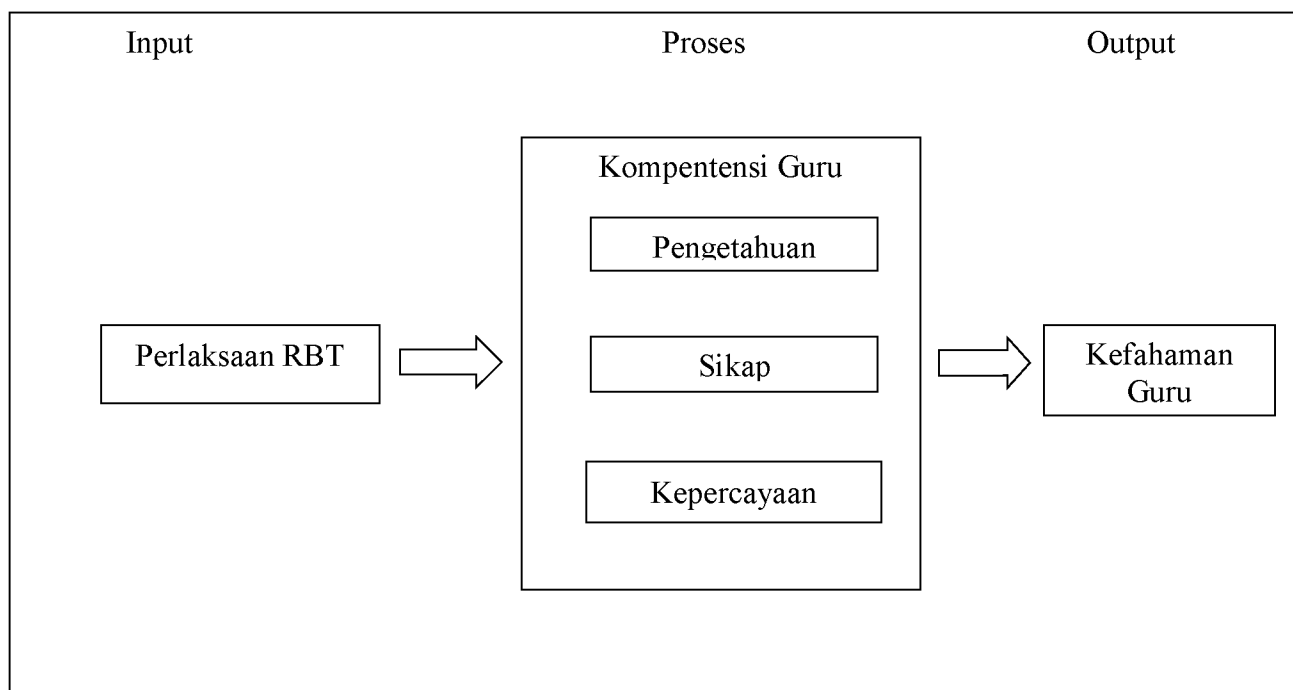 Input
Proses
Output
Kompentensi Guru
Pengetahuan
Perlaksaan RBT
Sikap
Kefahaman
Guru
Kepercayaan